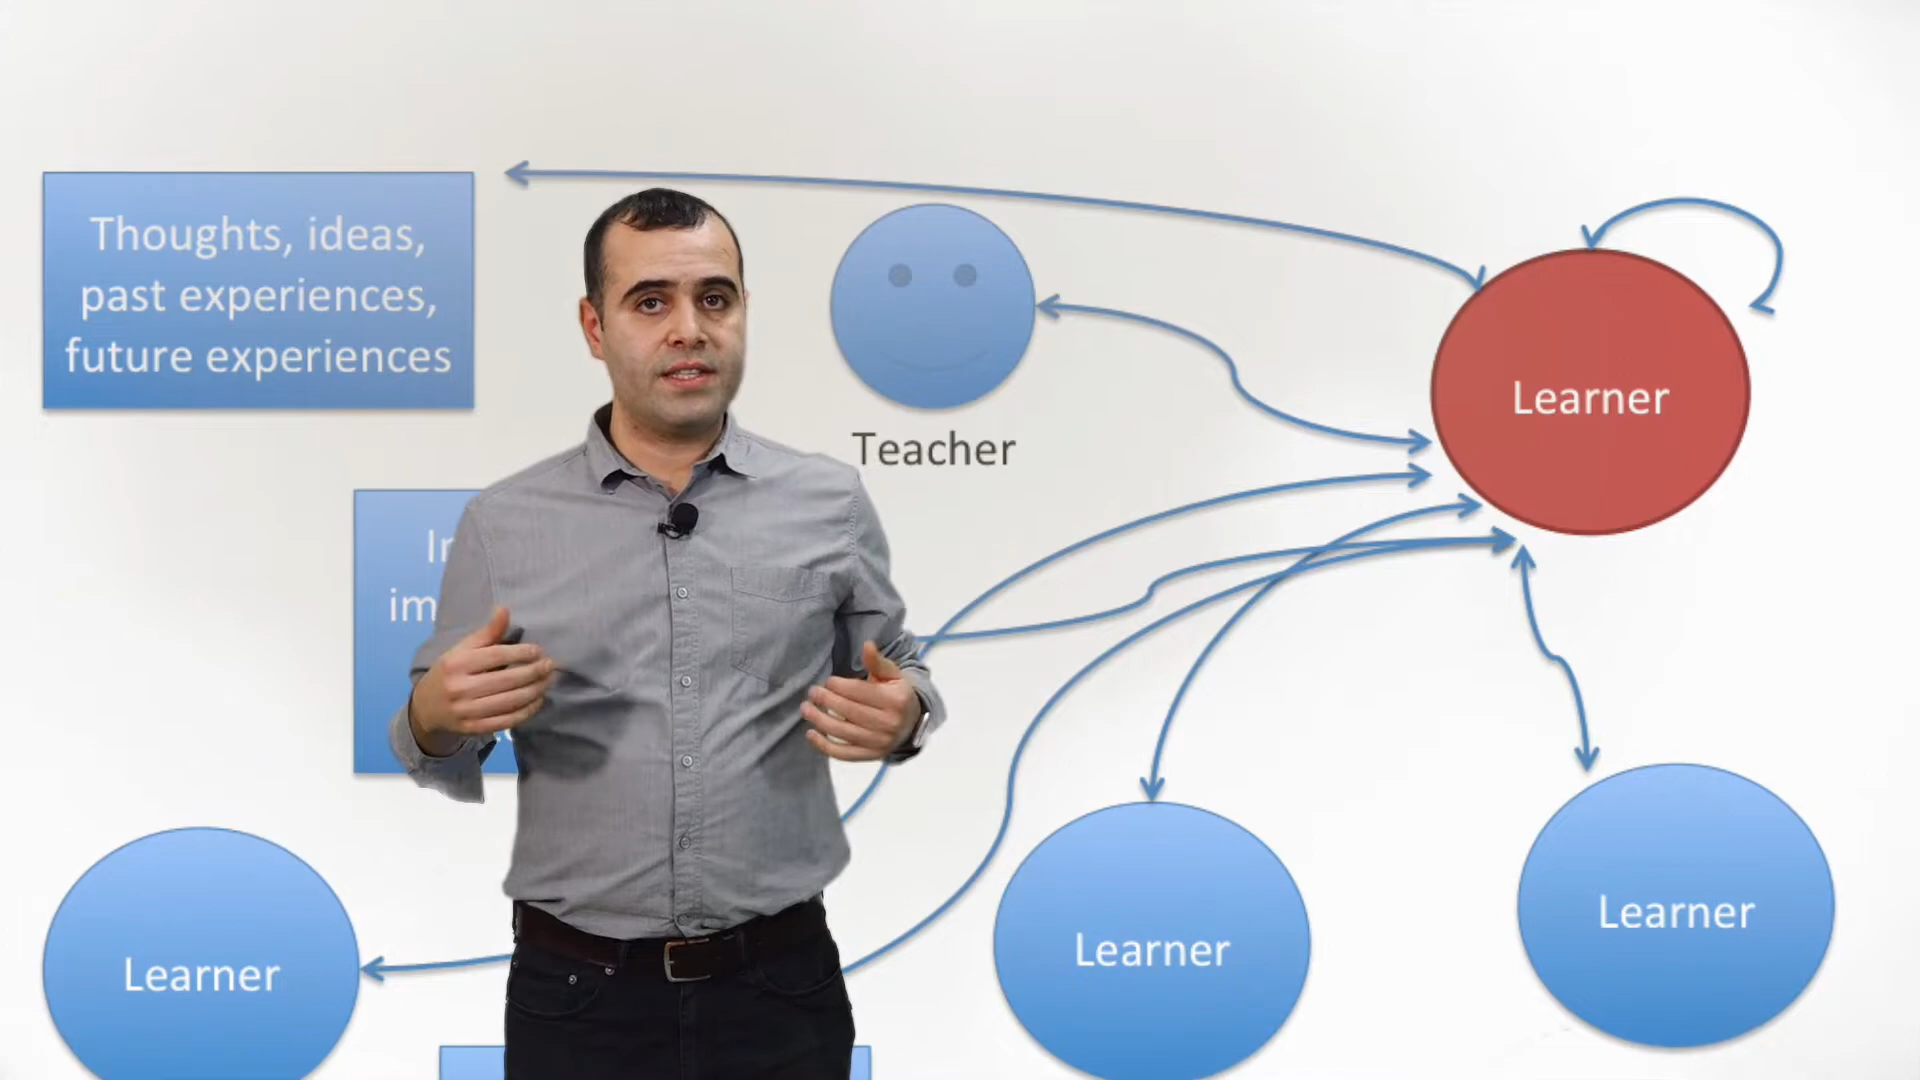 Thoughts, ideas,
past experiences,
future experiences
Teacher
Learner
Learner
Learner
Learner